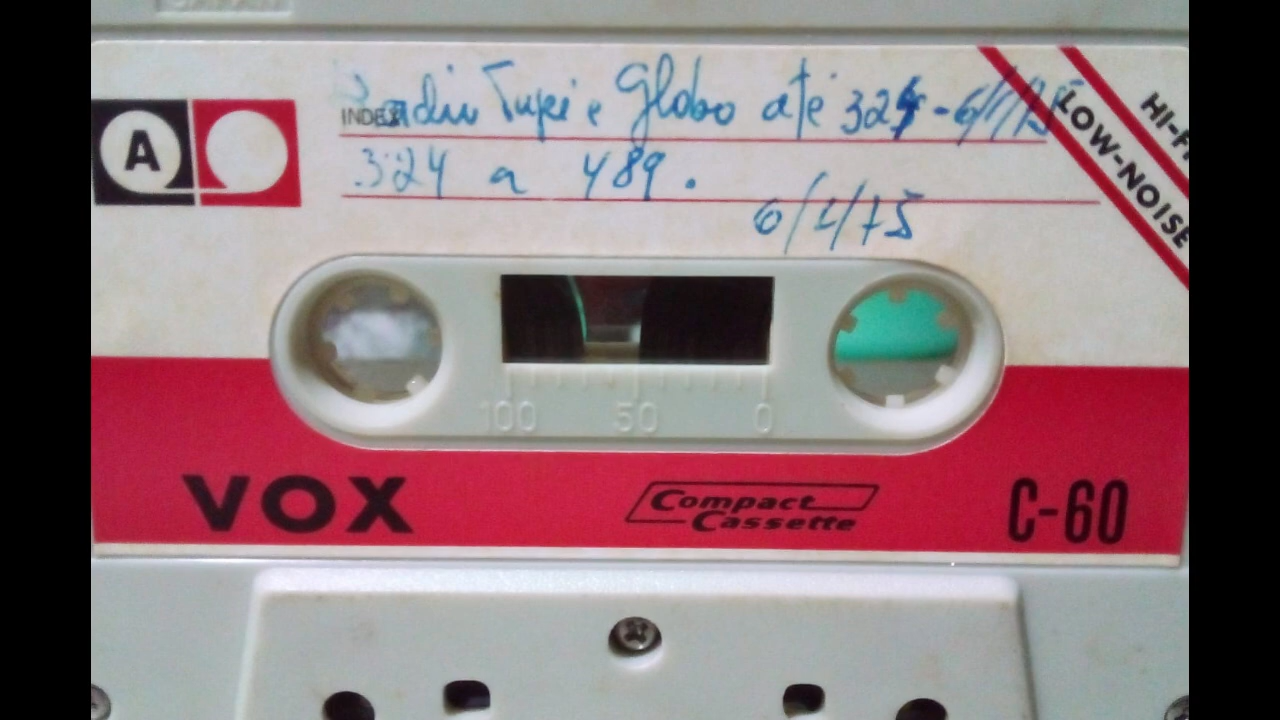 Radio Tupi e Globo até 324 - 6/1/75
INDEX
A
324 a 489.
6/1/75
HI-FI
LOW-NOISE
100 50 0
VOX
Compact
Cassette
C-60